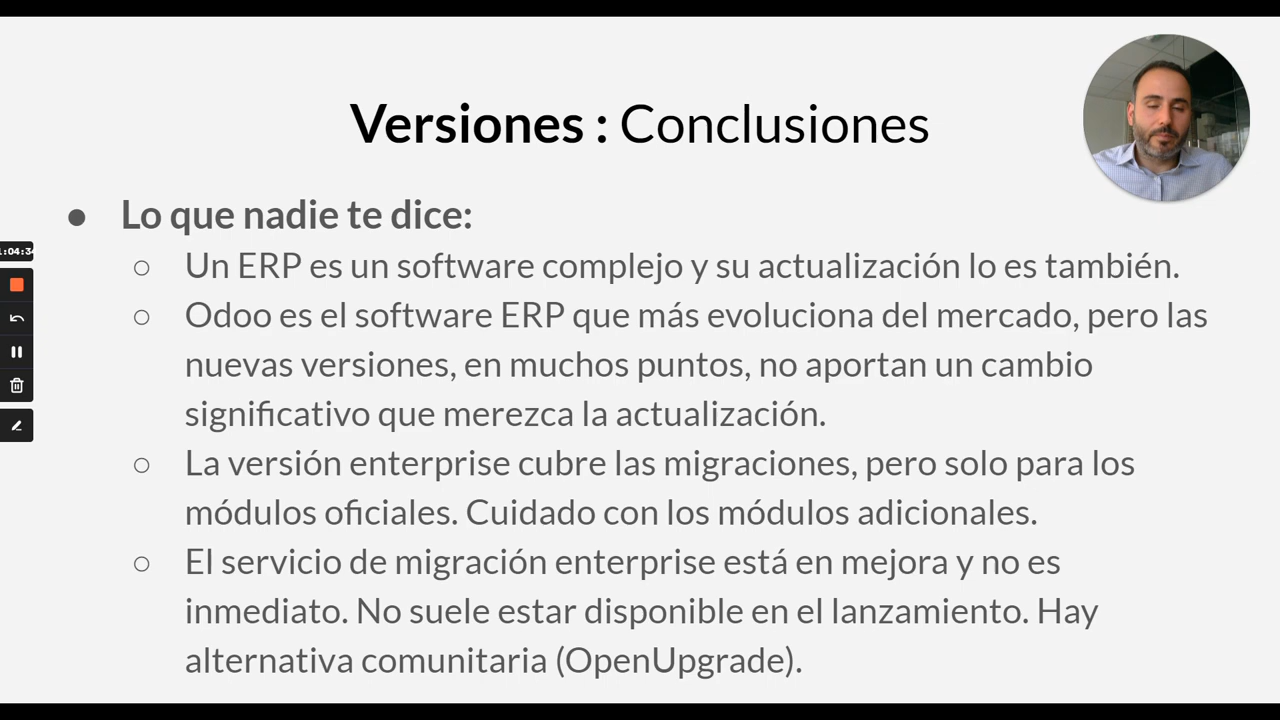 Versiones : Conclusiones
● Lo que nadie te dice:
○ Un ERP es un software complejo y su actualización lo es también.
○ Odoo es el software ERP que más evoluciona del mercado, pero las
nuevas versiones, en muchos puntos, no aportan un cambio
significativo que merezca la actualización.
○ La versión enterprise cubre las migraciones, pero solo para los
módulos oficiales. Cuidado con los módulos adicionales.
○ El servicio de migración enterprise está en mejora y no es
inmediato. No suele estar disponible en el lanzamiento. Hay
alternativa comunitaria (OpenUpgrade).